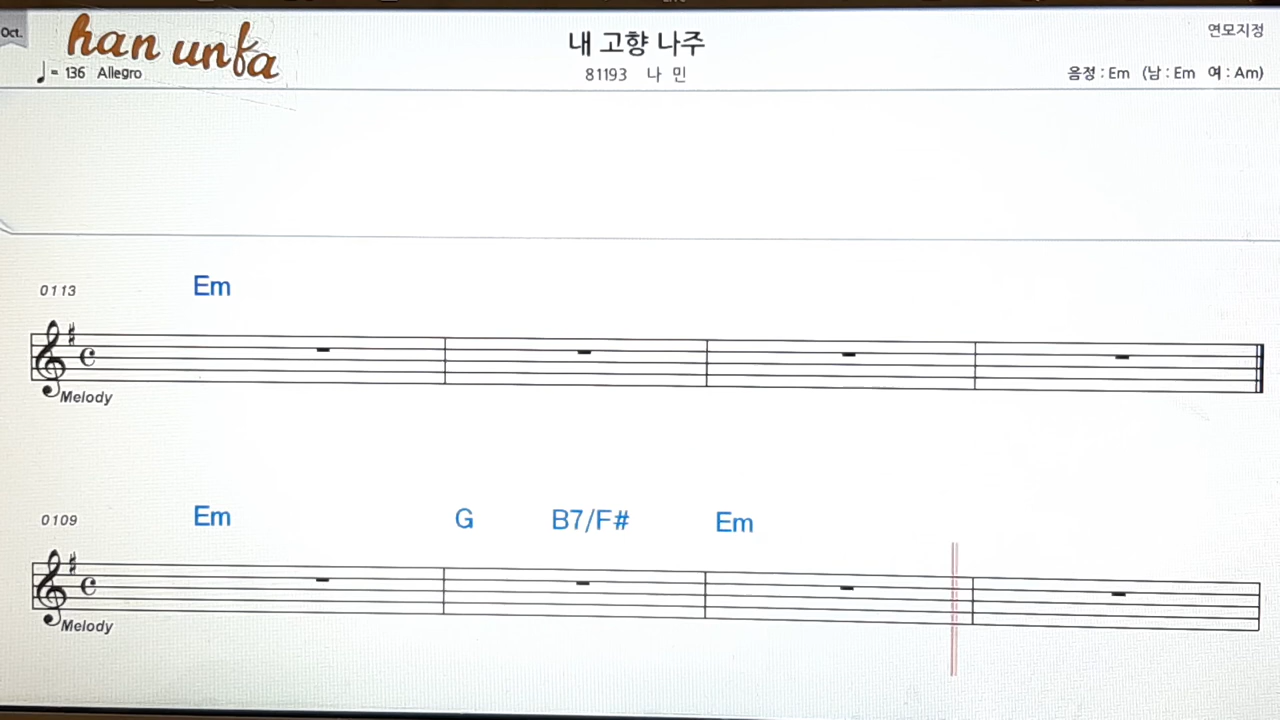 Oct.
han unfa
♩= 136 Allegro
내 고향 나주
81193 나 민
연모지정
음정 : Em (남 : Em 여 : Am)
0113
Em
Melody
0109
Em G B7/F# Em
Melody